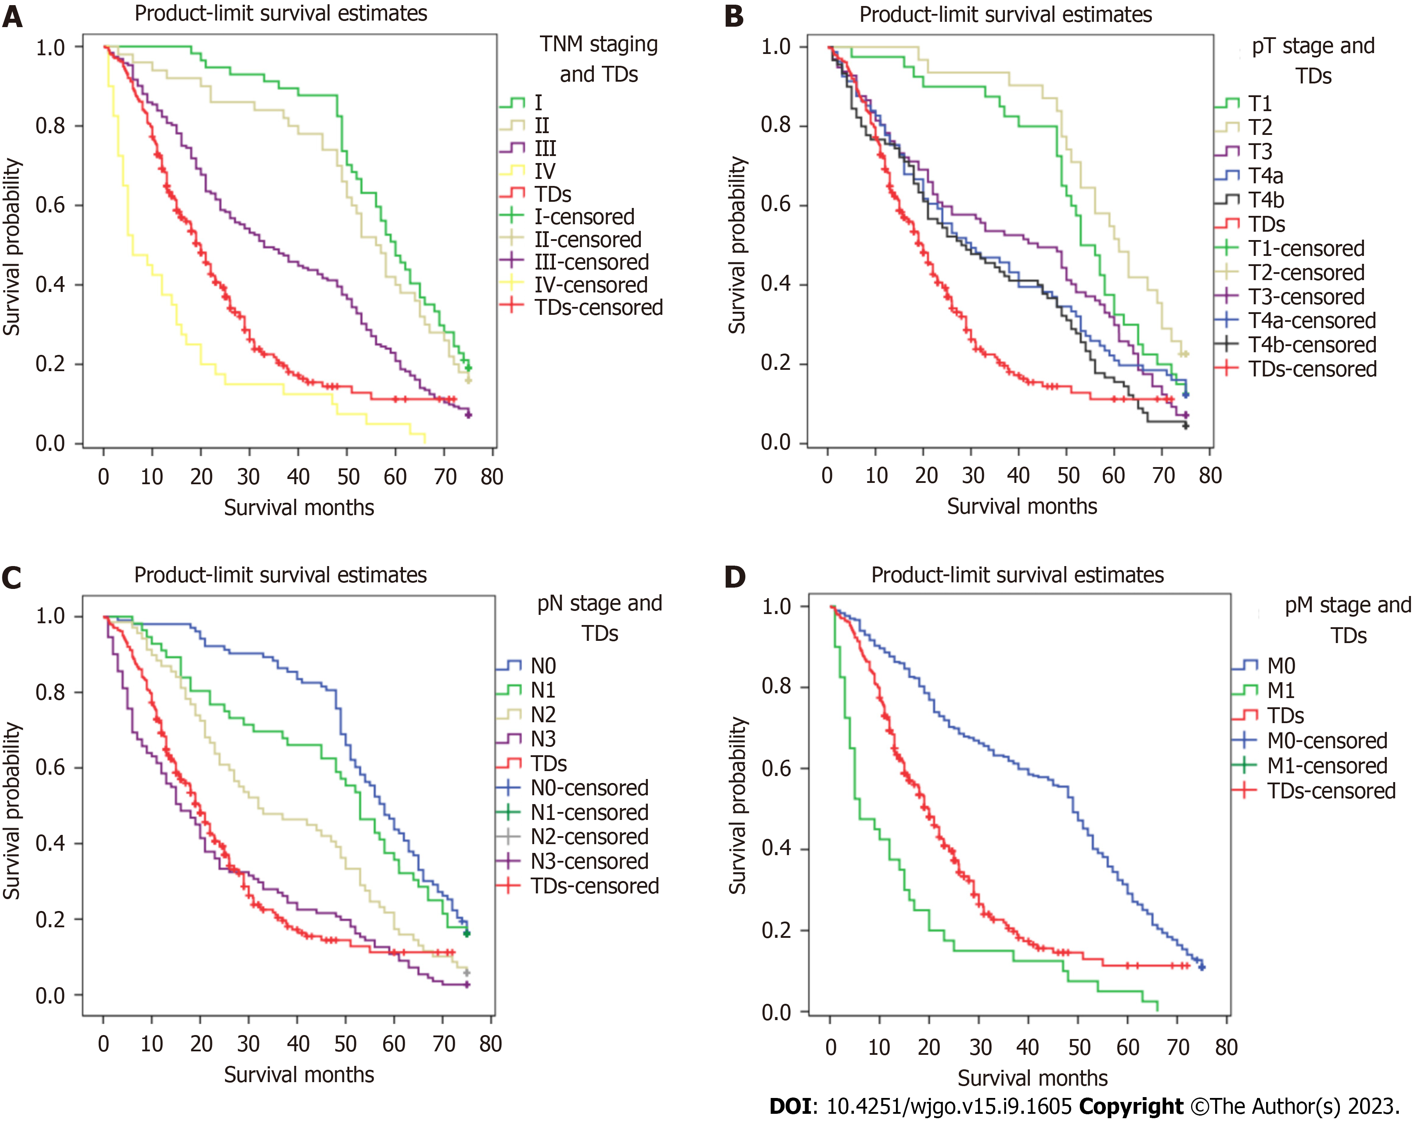 A
Product-limit survival estimates
TNM staging
and TDs
I
II
III
IV
TDs
I-censored
II-censored
III-censored
IV-censored
TDs-censored
Survival probability
1.0
0.8
0.6
0.4
0.2
0.0
0 10 20 30 40 50 60 70 80
Survival months
B
Product-limit survival estimates
pT stage and
TDs
T1
T2
T3
T4a
T4b
TDs
T1-censored
T2-censored
T3-censored
T4a-censored
T4b-censored
TDs-censored
Survival probability
1.0
0.8
0.6
0.4
0.2
0.0
0 10 20 30 40 50 60 70 80
Survival months
C
Product-limit survival estimates
pN stage and
TDs
N0
N1
N2
N3
TDs
N0-censored
N1-censored
N2-censored
N3-censored
TDs-censored
Survival probability
1.0
0.8
0.6
0.4
0.2
0.0
0 10 20 30 40 50 60 70 80
Survival months
D
Product-limit survival estimates
pM stage and
TDs
M0
M1
TDs
M0-censored
M1-censored
TDs-censored
Survival probability
1.0
0.8
0.6
0.4
0.2
0.0
0 10 20 30 40 50 60 70 80
Survival months
DOI: 10.4251/wjgo.v15.i9.1605 Copyright ©The Author(s) 2023.